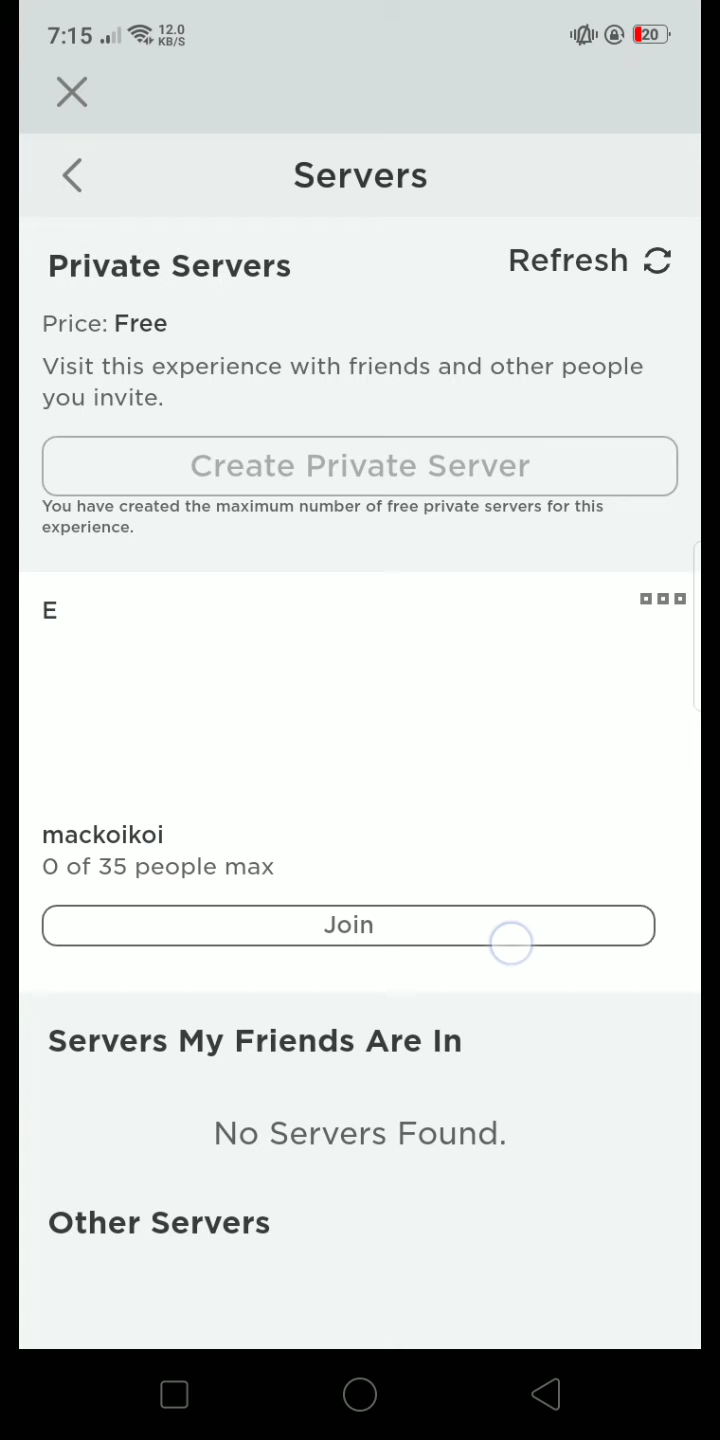 7:15
12.0
KB/S
20
Servers
Private Servers
Refresh
Price: Free
Visit this experience with friends and other people
you invite.
Create Private Server
You have created the maximum number of free private servers for this
experience.
E
mackoikoi
0 of 35 people max
Join
Servers My Friends Are In
No Servers Found.
Other Servers